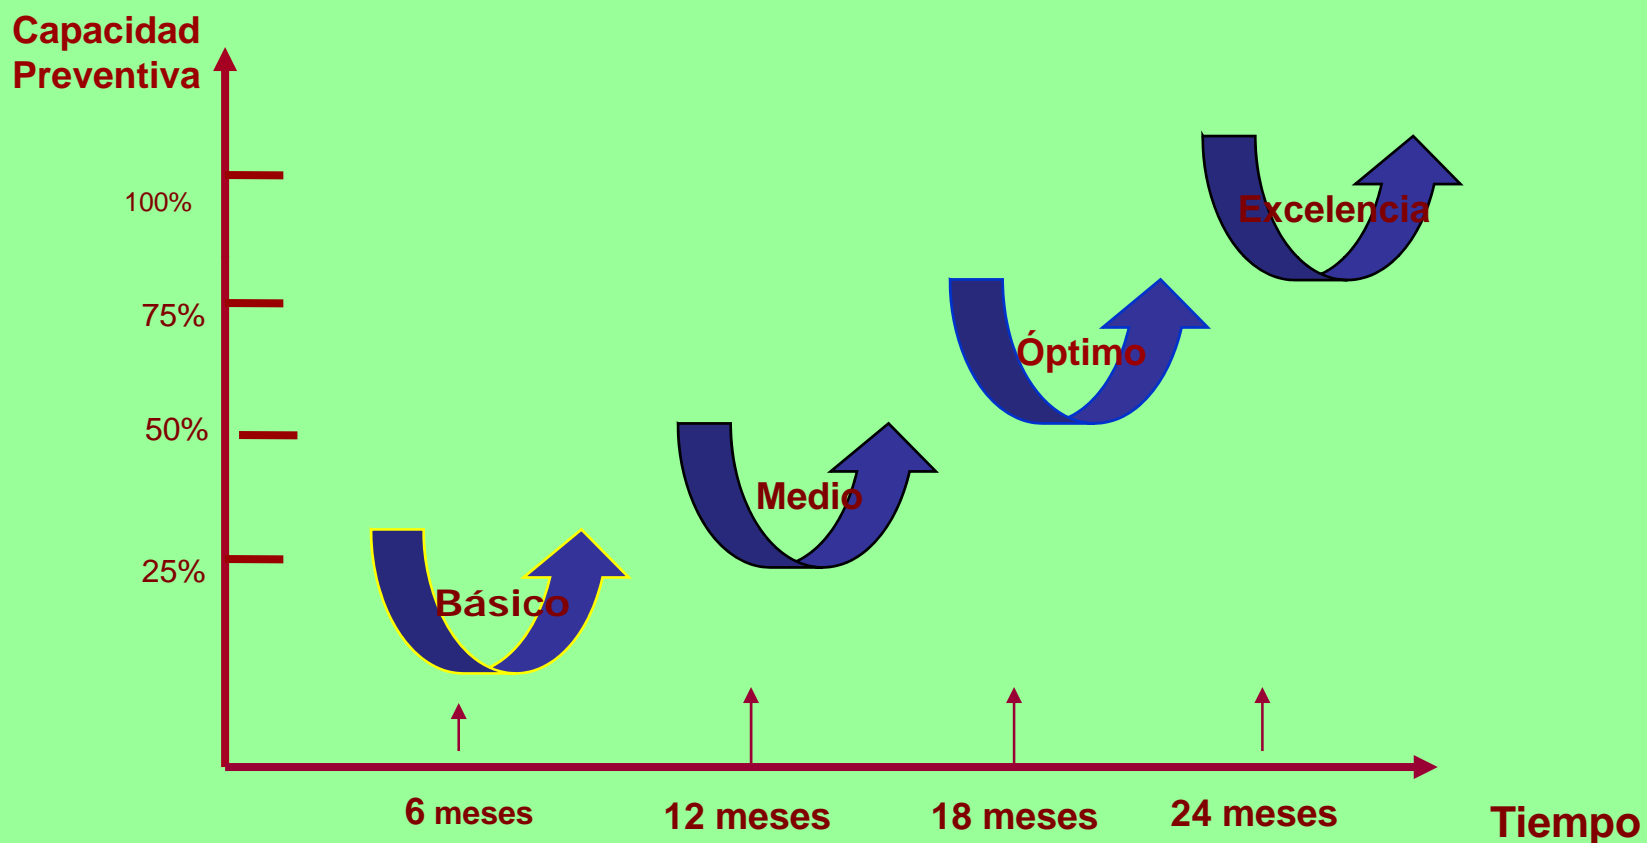 Capacidad
Preventiva
100%
Excelencia
75%
Óptimo
50%
Medio
25%
Básico
6 meses
12 meses
18 meses
24 meses
Tiempo